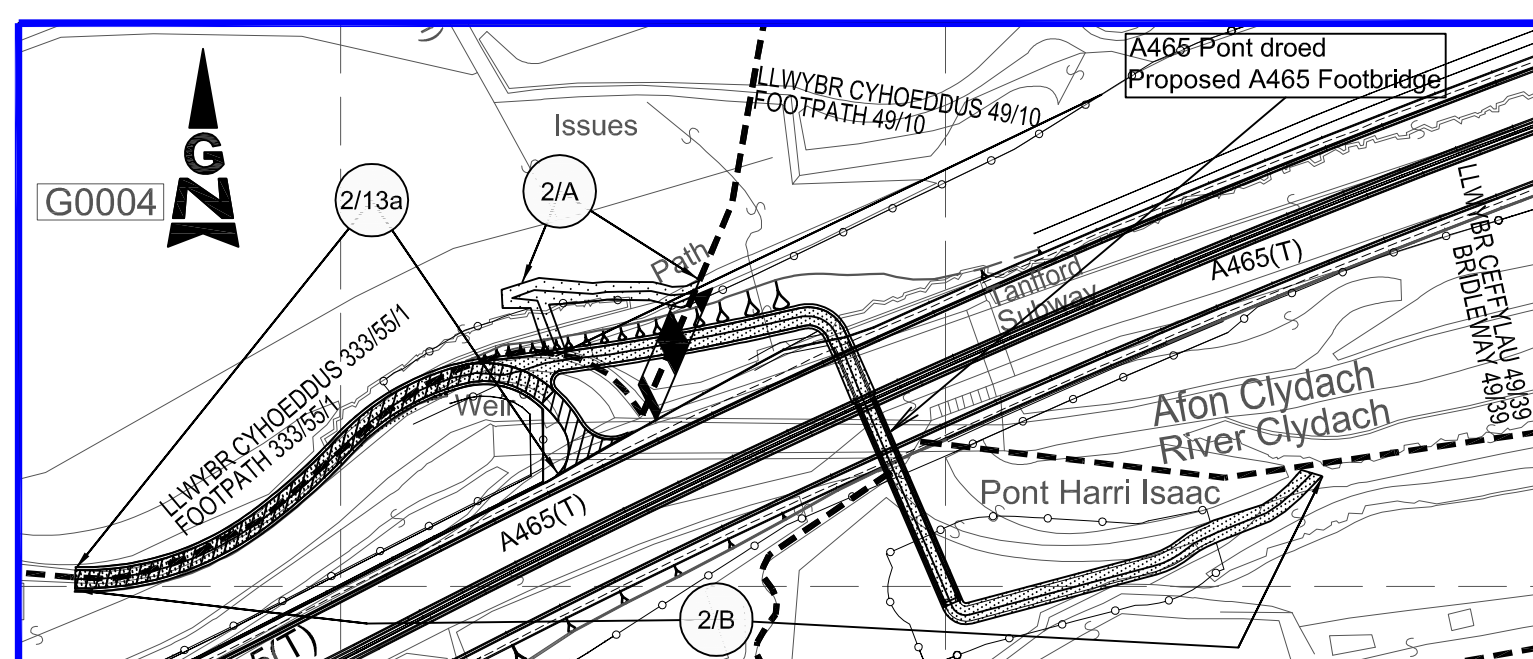 A465 Pont droed
Proposed A465 Footbridge
LLWYBR CYHOEDDUS 49/10
FOOTPATH 49/10
Issues
G0004
G
N
2/13a
2/A
Path
Lanfford
Subway
A465(T)
LLWYBR CEFFYLAU 49/39
BRIDLEWAY 49/39
LLWYBR CYHOEDDUS 333/55/1
FOOTPATH 333/55/1
Weir
Afon Clydach
River Clydach
Pont Harri Isaac
A465(T)
2/B
5(T)